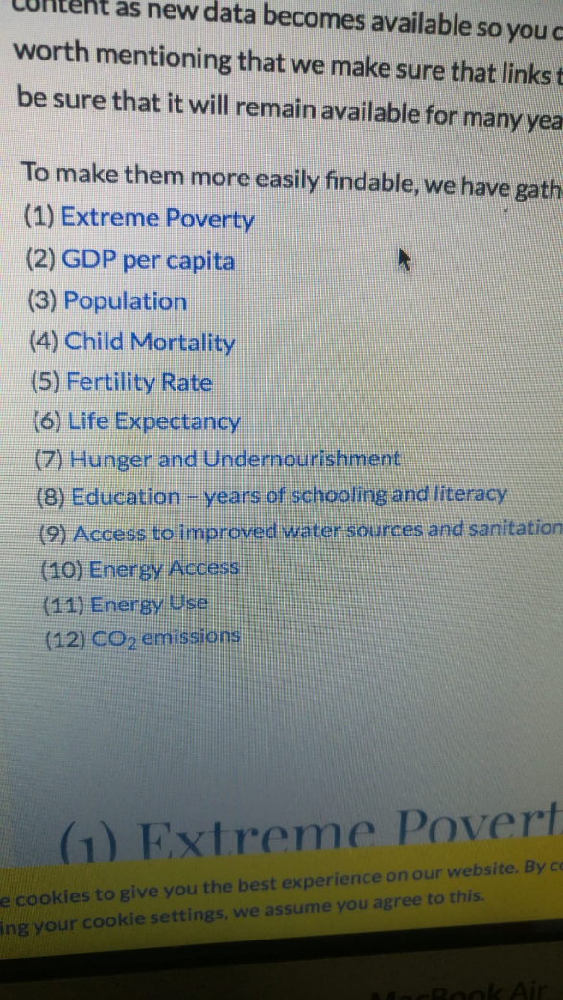 content as new data becomes available so you c
worth mentioning that we make sure that links t
be sure that it will remain available for many yea
To make them more easily findable, we have gath
(1) Extreme Poverty
(2) GDP per capita
(3) Population
(4) Child Mortality
(5) Fertility Rate
(6) Life Expectancy
(7) Hunger and Undernourishment
(8) Education – years of schooling and literacy
(9) Access to improved water sources and sanitation
(10) Energy Access
(11) Energy Use
(12) CO₂ emissions
(1) Extreme Povert
e cookies to give you the best experience on our website. By co
ing your cookie settings, we assume you agree to this.
MacBook Air